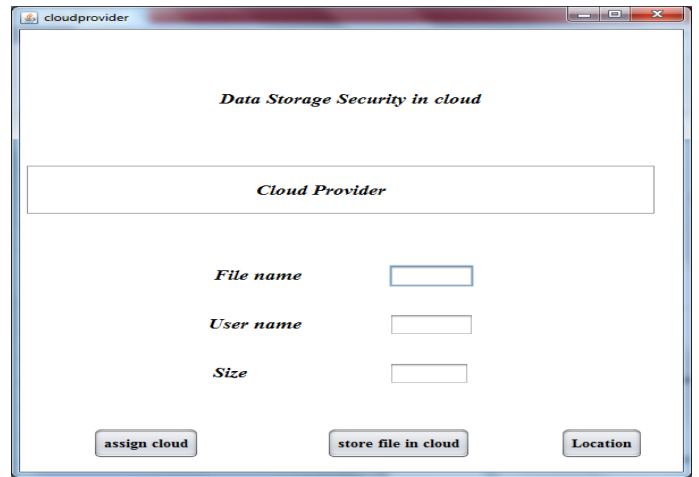 cloudprovider
Data Storage Security in cloud
Cloud Provider
File name
User name
Size
assign cloud store file in cloud Location